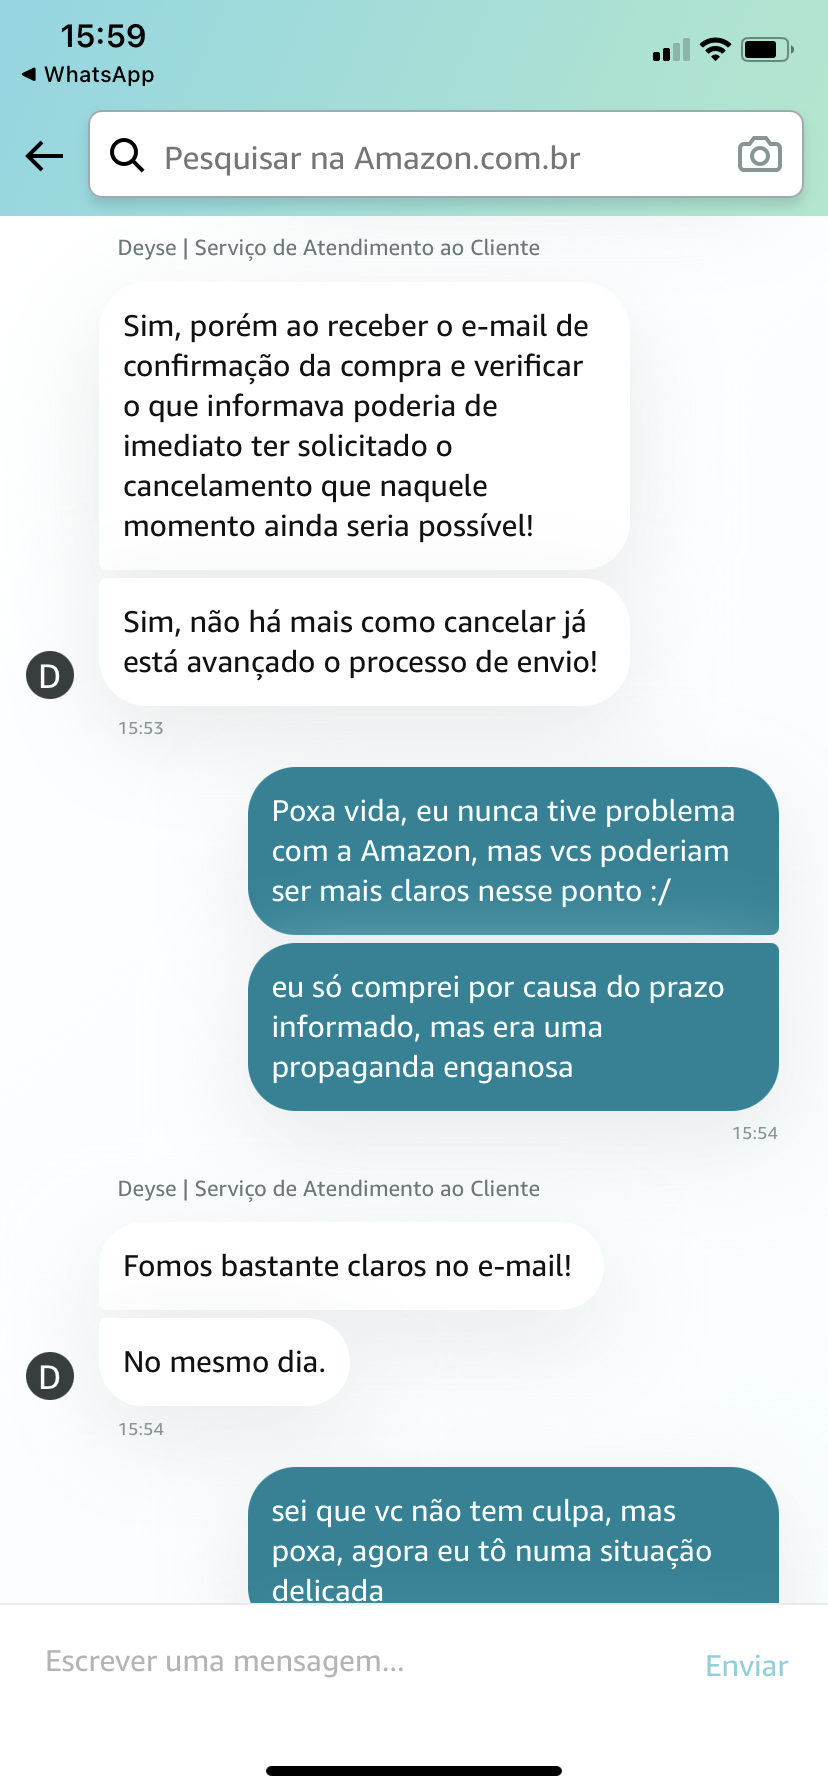 15:59
◀ WhatsApp
Pesquisar na Amazon.com.br
Deyse | Serviço de Atendimento ao Cliente
Sim, porém ao receber o e-mail de
confirmação da compra e verificar
o que informava poderia de
imediato ter solicitado o
cancelamento que naquele
momento ainda seria possível!
Sim, não há mais como cancelar já
está avançado o processo de envio!
D
15:53
Poxa vida, eu nunca tive problema
com a Amazon, mas vcs poderiam
ser mais claros nesse ponto :/
eu só comprei por causa do prazo
informado, mas era uma
propaganda enganosa
15:54
Deyse | Serviço de Atendimento ao Cliente
Fomos bastante claros no e-mail!
No mesmo dia.
D
15:54
sei que vc não tem culpa, mas
poxa, agora eu tô numa situação
delicada
Escrever uma mensagem...
Enviar